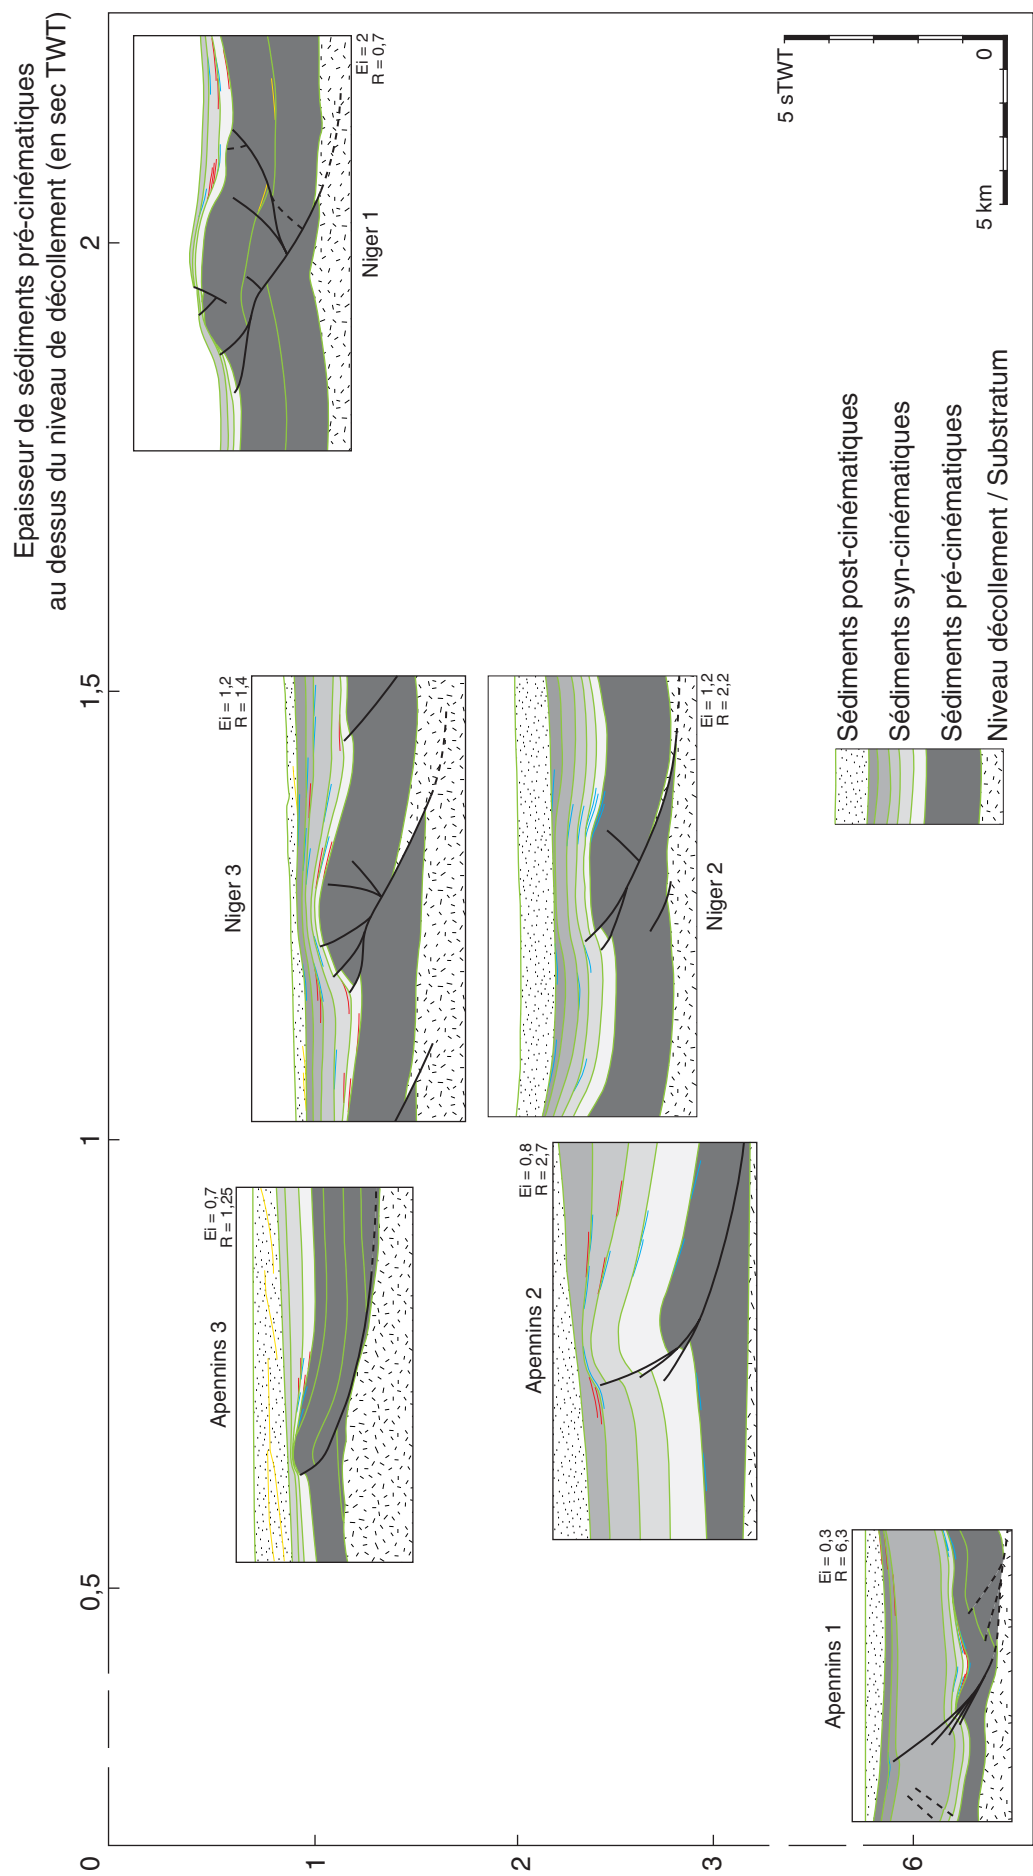 Epaisseur de sédiments pré-cinématiques
au dessus du niveau de décollement (en sec TWT)
0
0,5
1
1,5
2
1
2
3
6
Ei = 2
R = 0,7
Niger 1
Niger 3
Ei = 1,2
R = 1,4
Ei = 1,2
R = 2,2
Niger 2
Apennins 3
Ei = 0,7
R = 1,25
Apennins 2
Ei = 0,8
R = 2,7
Apennins 1
Ei = 0,3
R = 6,3
5 sTWT
0
5 km
Sédiments post-cinématiques
Sédiments syn-cinématiques
Sédiments pré-cinématiques
Niveau décollement / Substratum